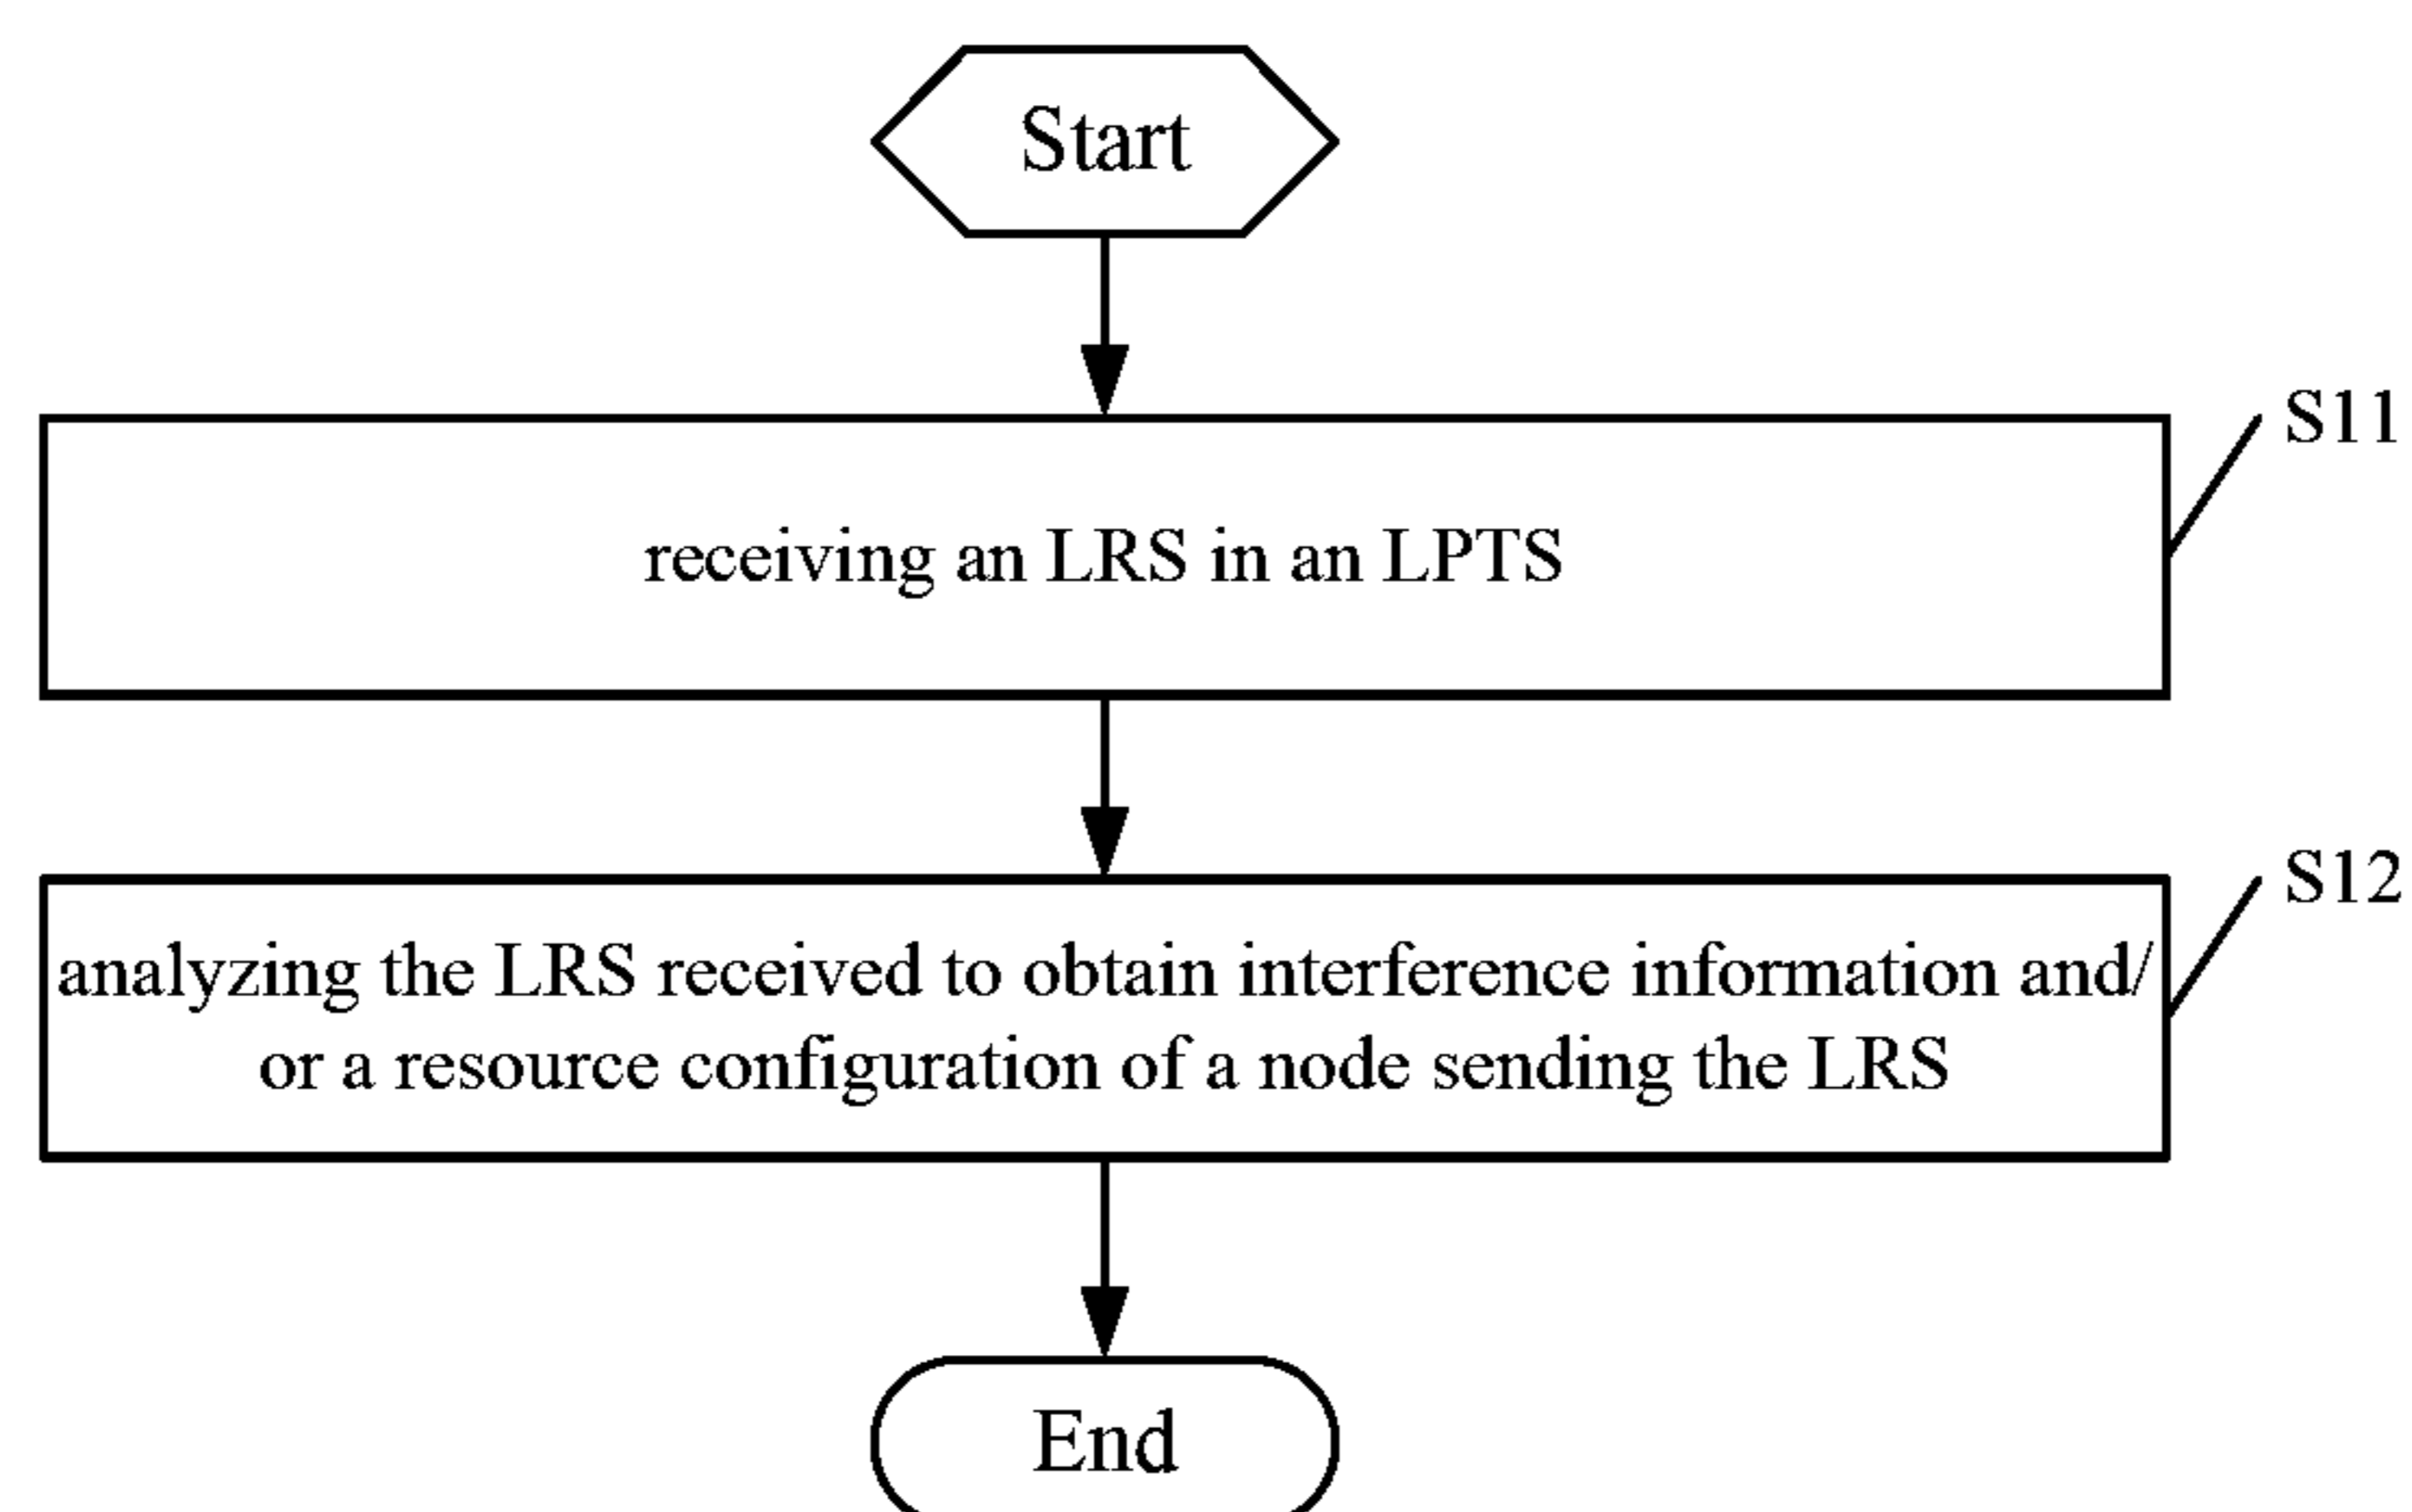 Start
S11
receiving an LRS in an LPTS
S12
analyzing the LRS received to obtain interference information and/
or a resource configuration of a node sending the LRS
End